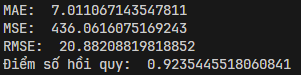 MAE:  7.011067143547811
MSE:  436.0616075169243
RMSE:  20.88208819818852
Điểm số hồi quy:  0.9235445518060841